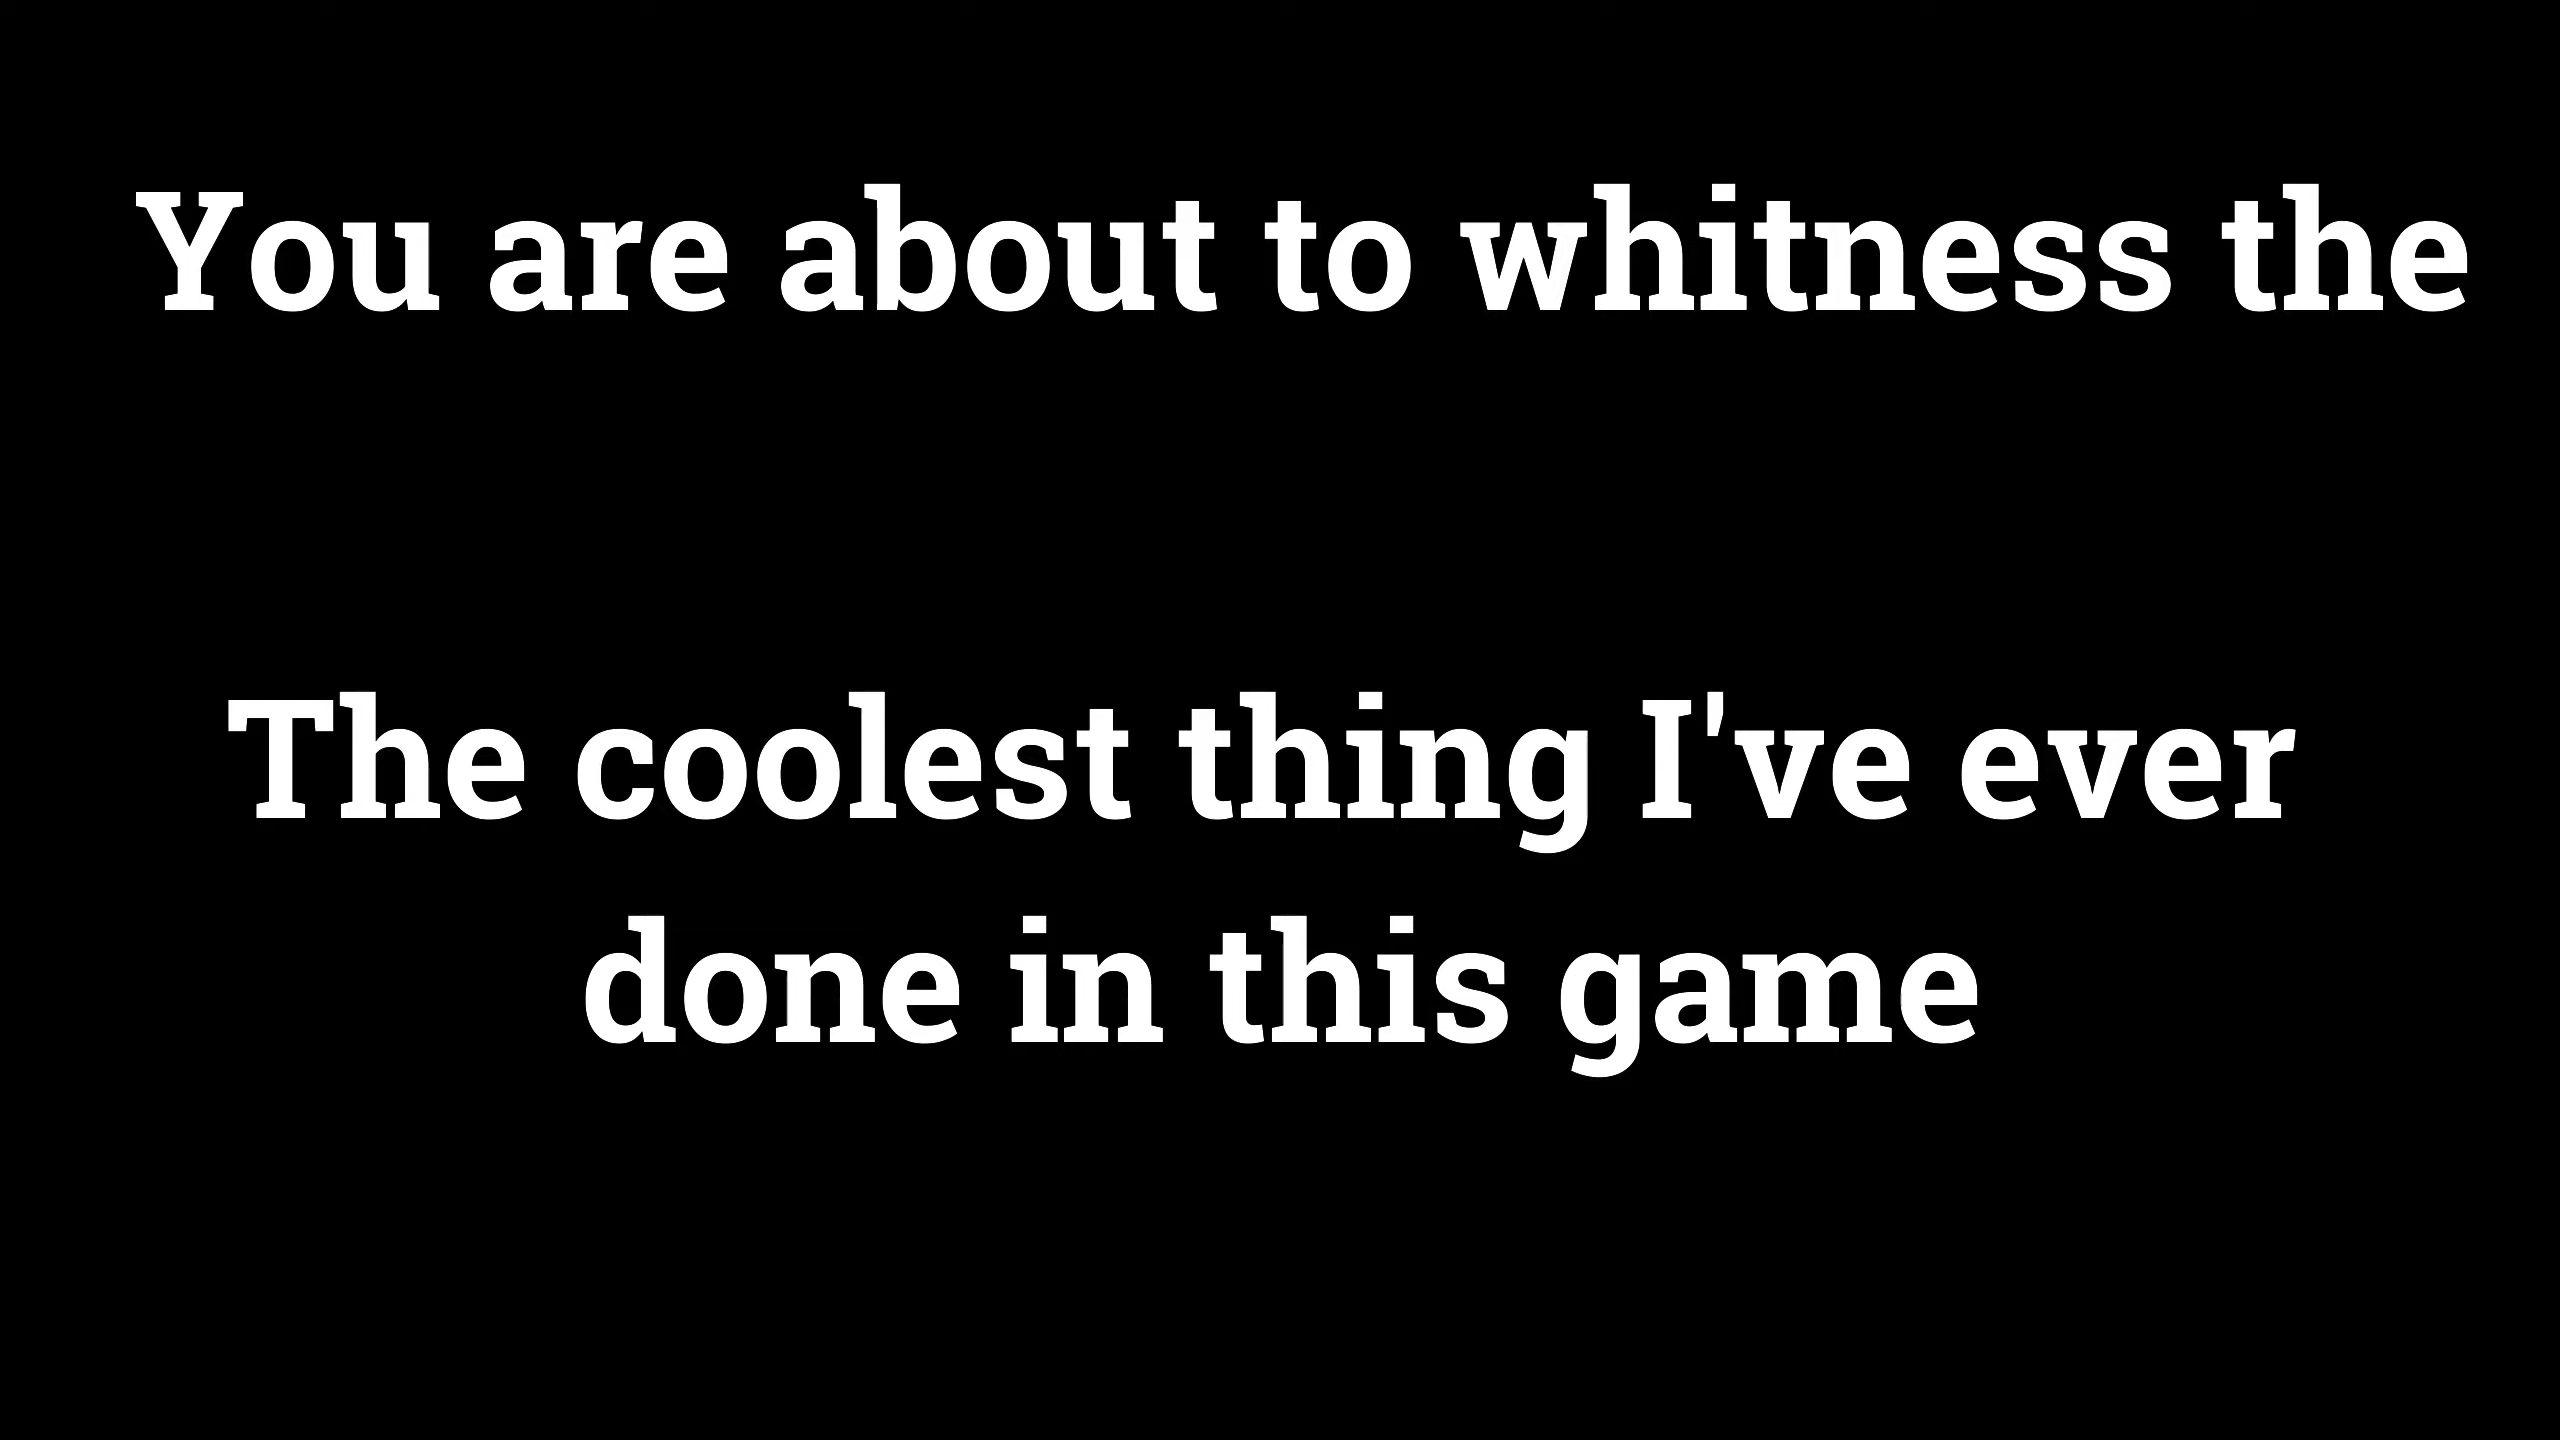 You are about to whitness the
The coolest thing I've ever
done in this game